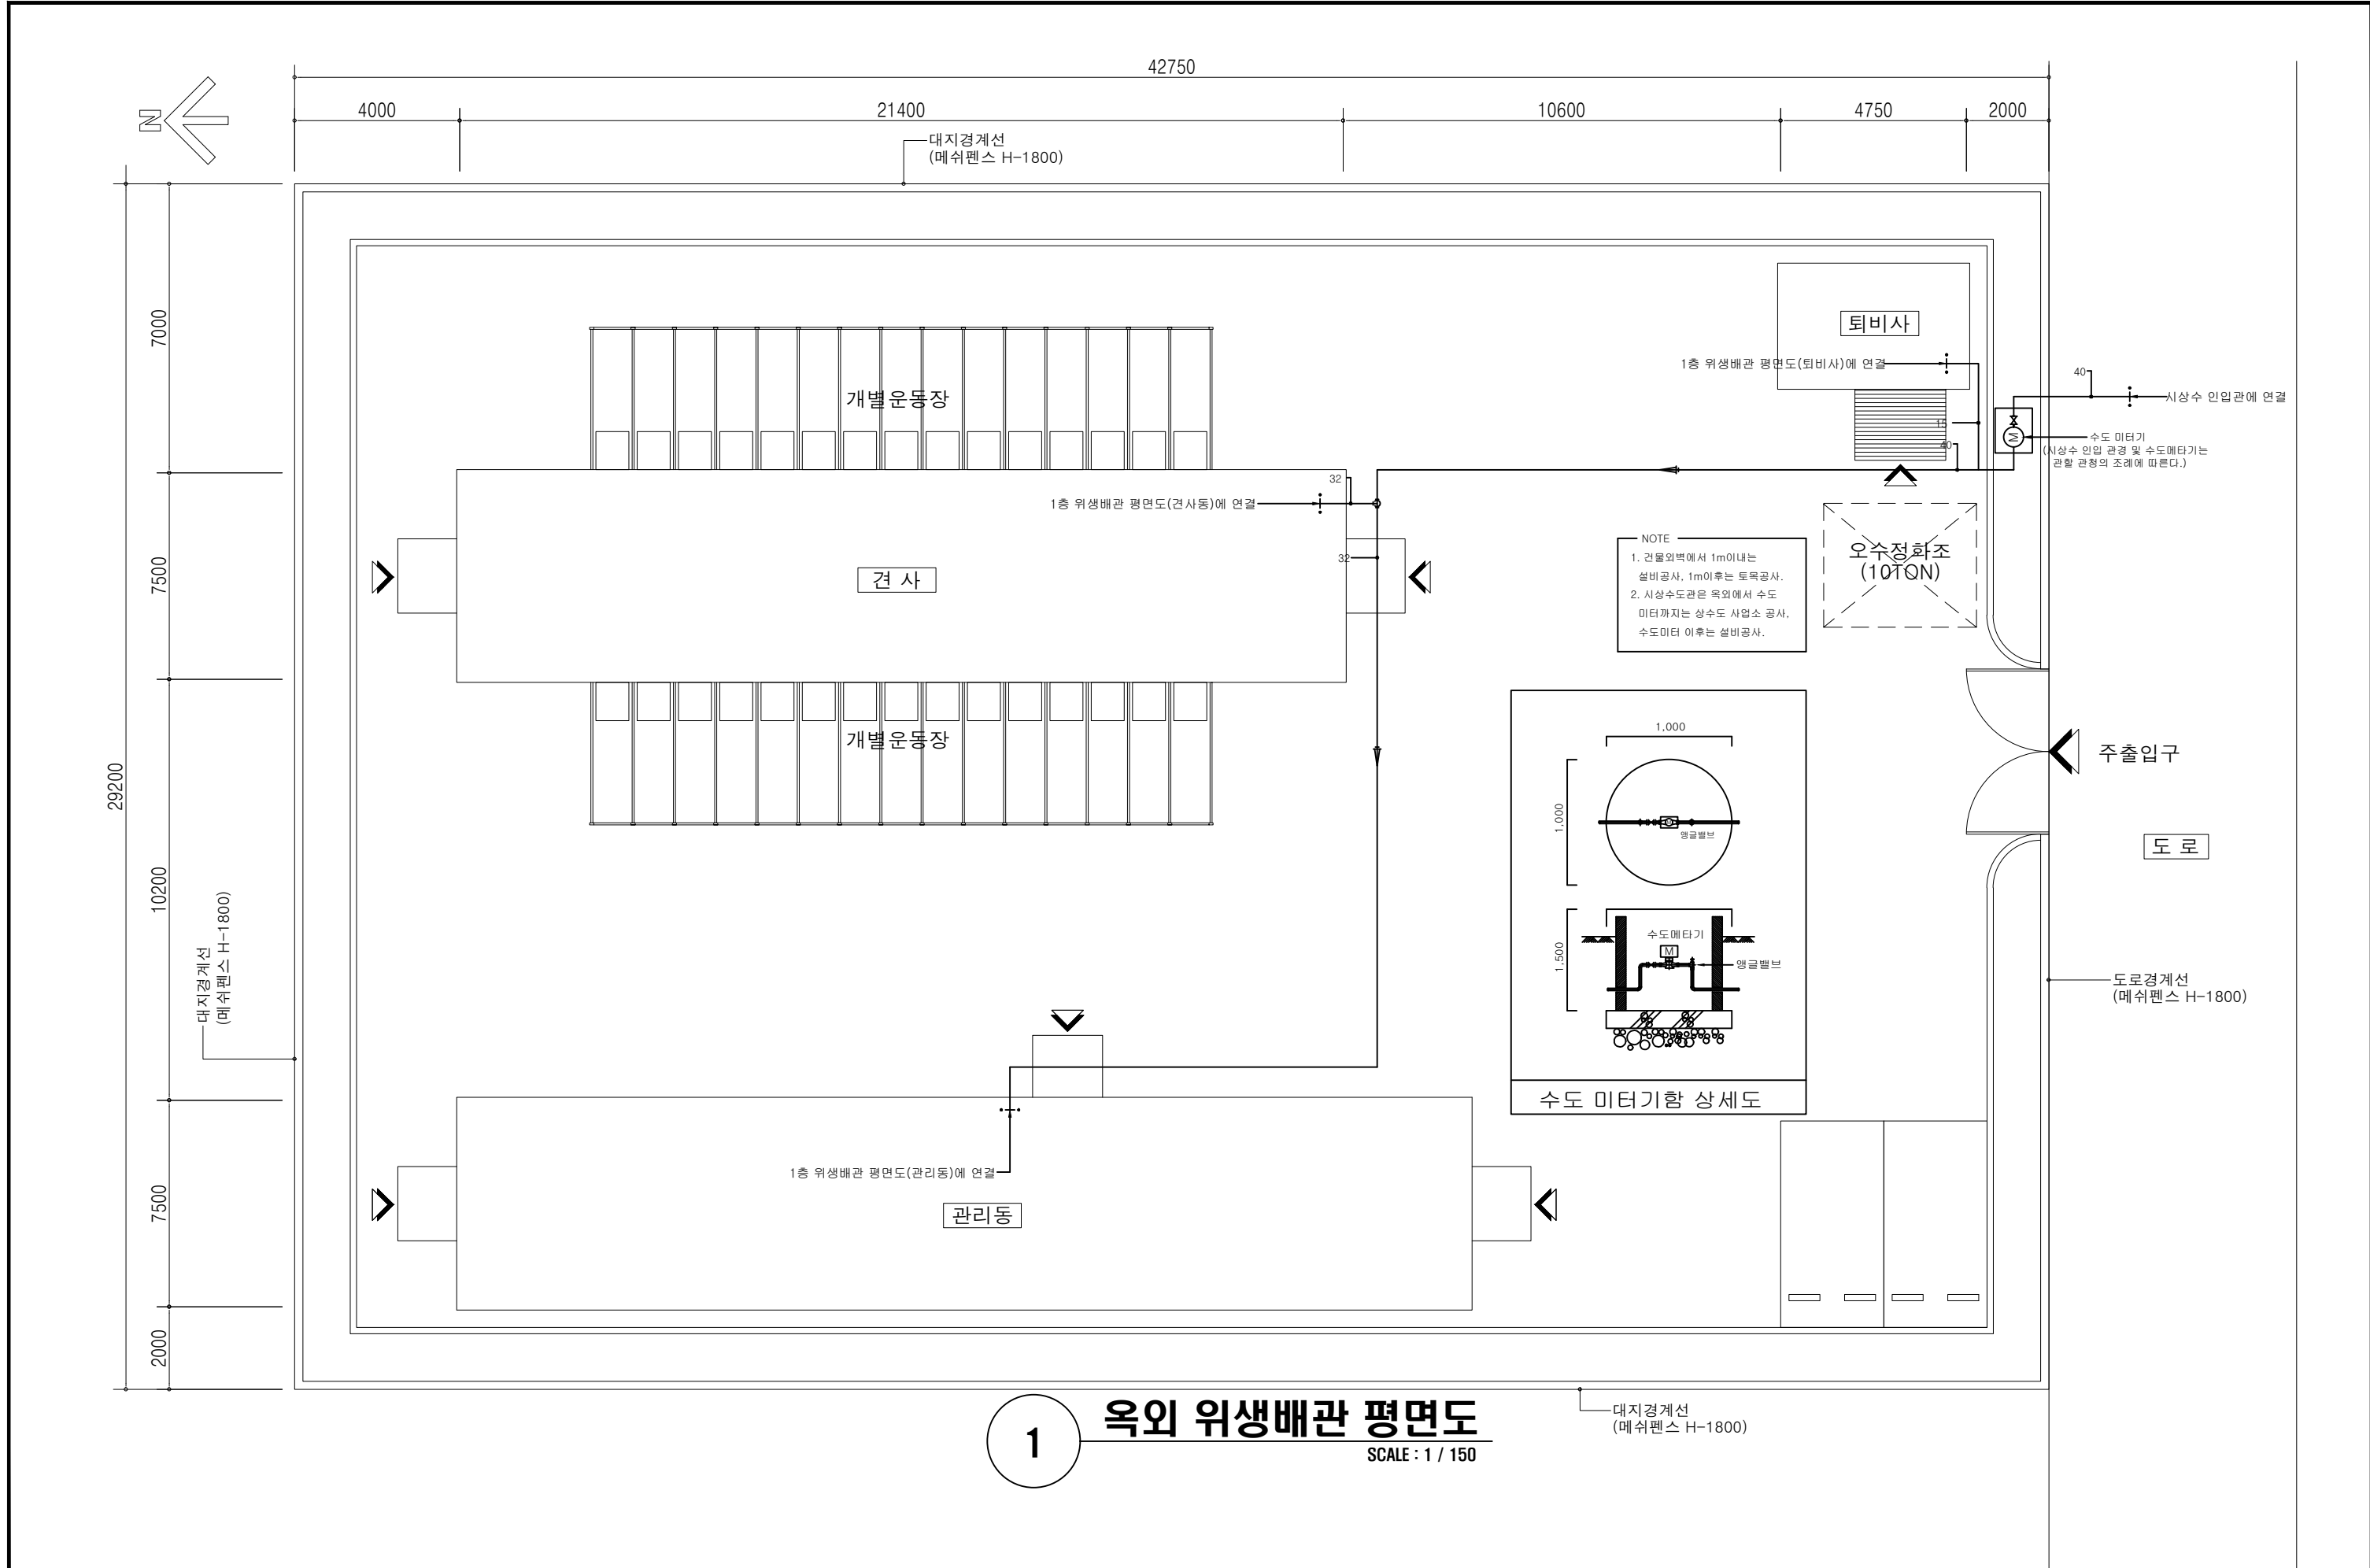 42750
4000
21400
10600
4750
2000
N
대지경계선
(메쉬펜스 H-1800)
29200
7000
7500
10200
7500
2000
퇴비사
개별운동장
1층 위생배관 평면도(퇴비사)에 연결
40
시상수 인입관에 연결
15
40
M
수도 미터기
(시상수 인입 관경 및 수도메타기는
관할 관청의 조례에 따른다.)
32
1층 위생배관 평면도(견사동)에 연결
32
견 사
NOTE
1. 건물외벽에서 1m이내는
설비공사, 1m이후는 토목공사.
2. 시상수도관은 옥외에서 수도
미터까지는 상수도 사업소 공사,
수도미터 이후는 설비공사.
오수정화조
(10TON)
개별운동장
주출입구
도 로
1,000
1,000
앵글밸브
1,500
수도메타기
M
앵글밸브
수도 미터기함 상세도
대지경계선
(메쉬펜스 H-1800)
도로경계선
(메쉬펜스 H-1800)
1층 위생배관 평면도(관리동)에 연결
관리동
대지경계선
(메쉬펜스 H-1800)
1
옥외 위생배관 평면도
SCALE : 1 / 150